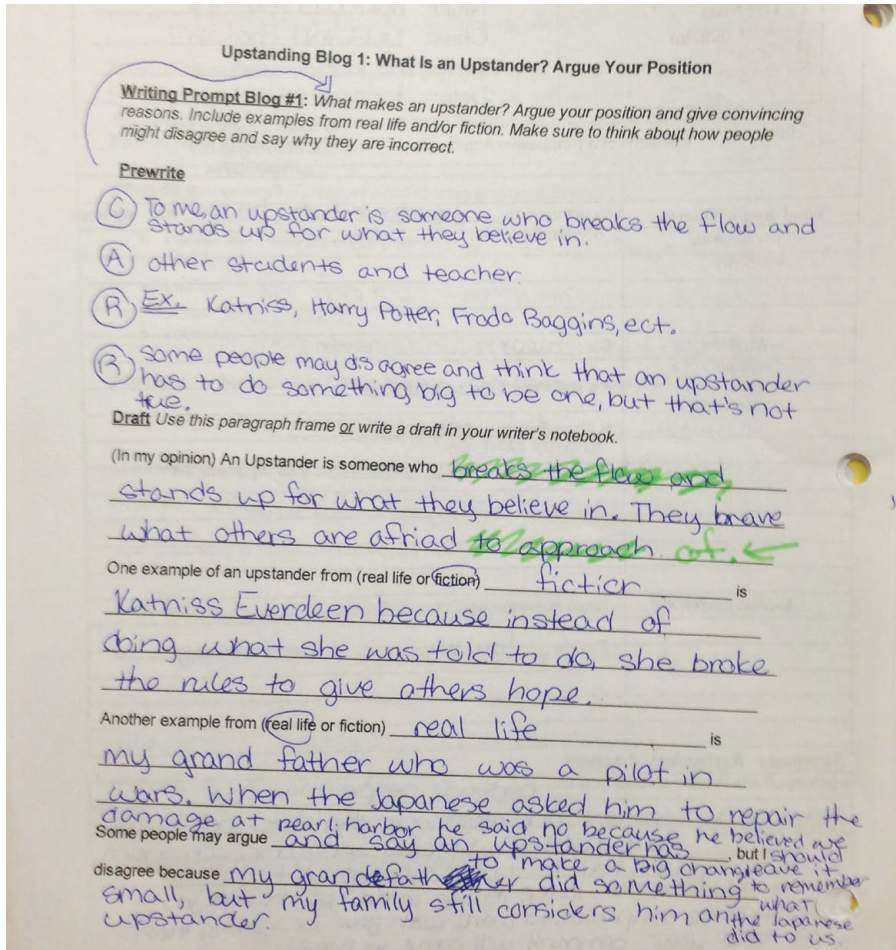 Upstanding Blog 1: What Is an Upstander? Argue Your Position
Writing Prompt Blog #1: What makes an upstander? Argue your position and give convincing
reasons. Include examples from real life and/or fiction. Make sure to think about how people
might disagree and say why they are incorrect.
Prewrite
C To me, an upstander is someone who breaks the flow and
stands up for what they believe in.
A other students and teacher.
R Ex. Katniss, Harry Potter, Frodo Baggins, ect.
R Some people may disagree and think that an upstander
has to do something big to be one, but that's not
true.
Draft Use this paragraph frame or write a draft in your writer's notebook.
(In my opinion) An Upstander is someone who breaks the flow and
stands up for what they believe in. They brave
what others are afriad to approach of.
One example of an upstander from (real life or fiction) fiction is
Katniss Everdeen because instead of
doing what she was told to do, she broke
the rules to give others hope.
Another example from (real life or fiction) real life is
my grand father who was a pilot in
wars. When the Japanese asked him to repair the
damage at pearl harbor he said no because he believed we
should
leave it
to remember
what
the Japanese
did to us.
Some people may argue and say an upstander has , but I
to make a big change
disagree because my grandefather did something
small, but my family still considers him an
upstander.